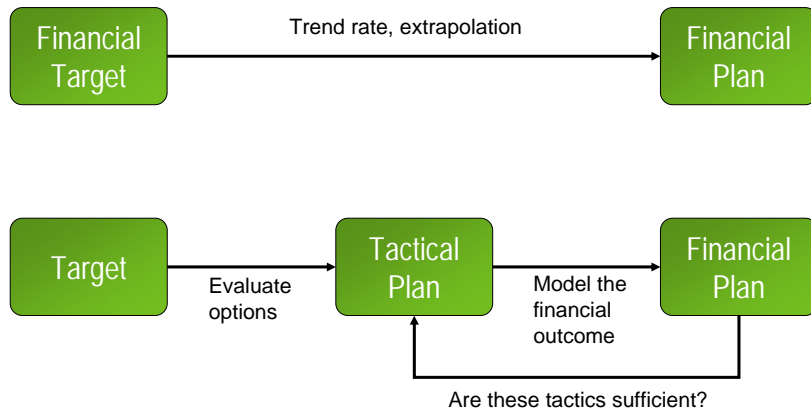 Financial
Target
Trend rate, extrapolation
Financial
Plan
Target
Evaluate
options
Tactical
Plan
Model the
financial
outcome
Financial
Plan
Are these tactics sufficient?